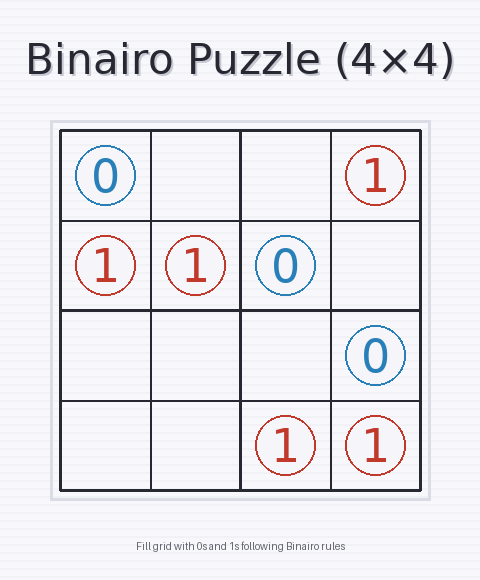 Binairo Puzzle (4×4)
0 1
1 1 0
0
1 1
Fill grid with 0s and 1s following Binairo rules